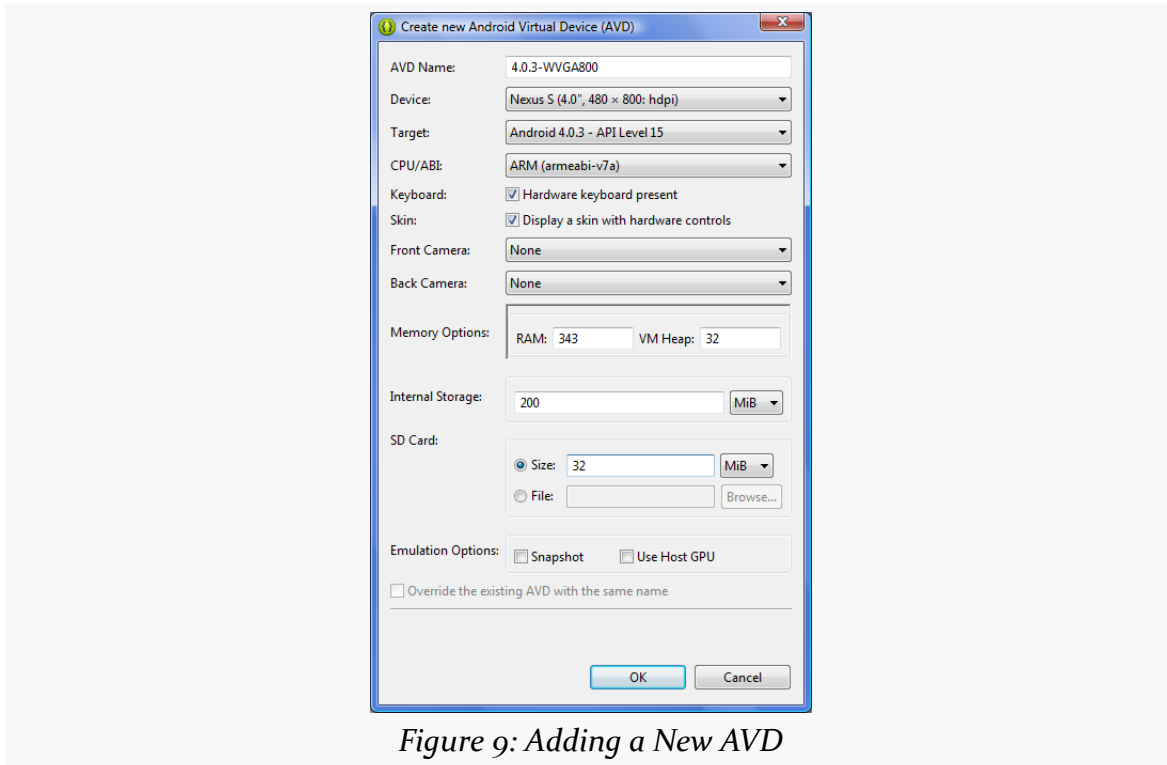 Create new Android Virtual Device (AVD)
AVD Name: 4.0.3-WVGA800
Device: Nexus S (4.0", 480 × 800: hdpi)
Target: Android 4.0.3 - API Level 15
CPU/ABI: ARM (armeabi-v7a)
Keyboard: Hardware keyboard present
Skin: Display a skin with hardware controls
Front Camera: None
Back Camera: None
Memory Options: RAM: 343 VM Heap: 32
Internal Storage: 200 MiB
SD Card:
Size: 32 MiB
File: Browse...
Emulation Options: Snapshot Use Host GPU
Override the existing AVD with the same name
OK Cancel
Figure 9: Adding a New AVD